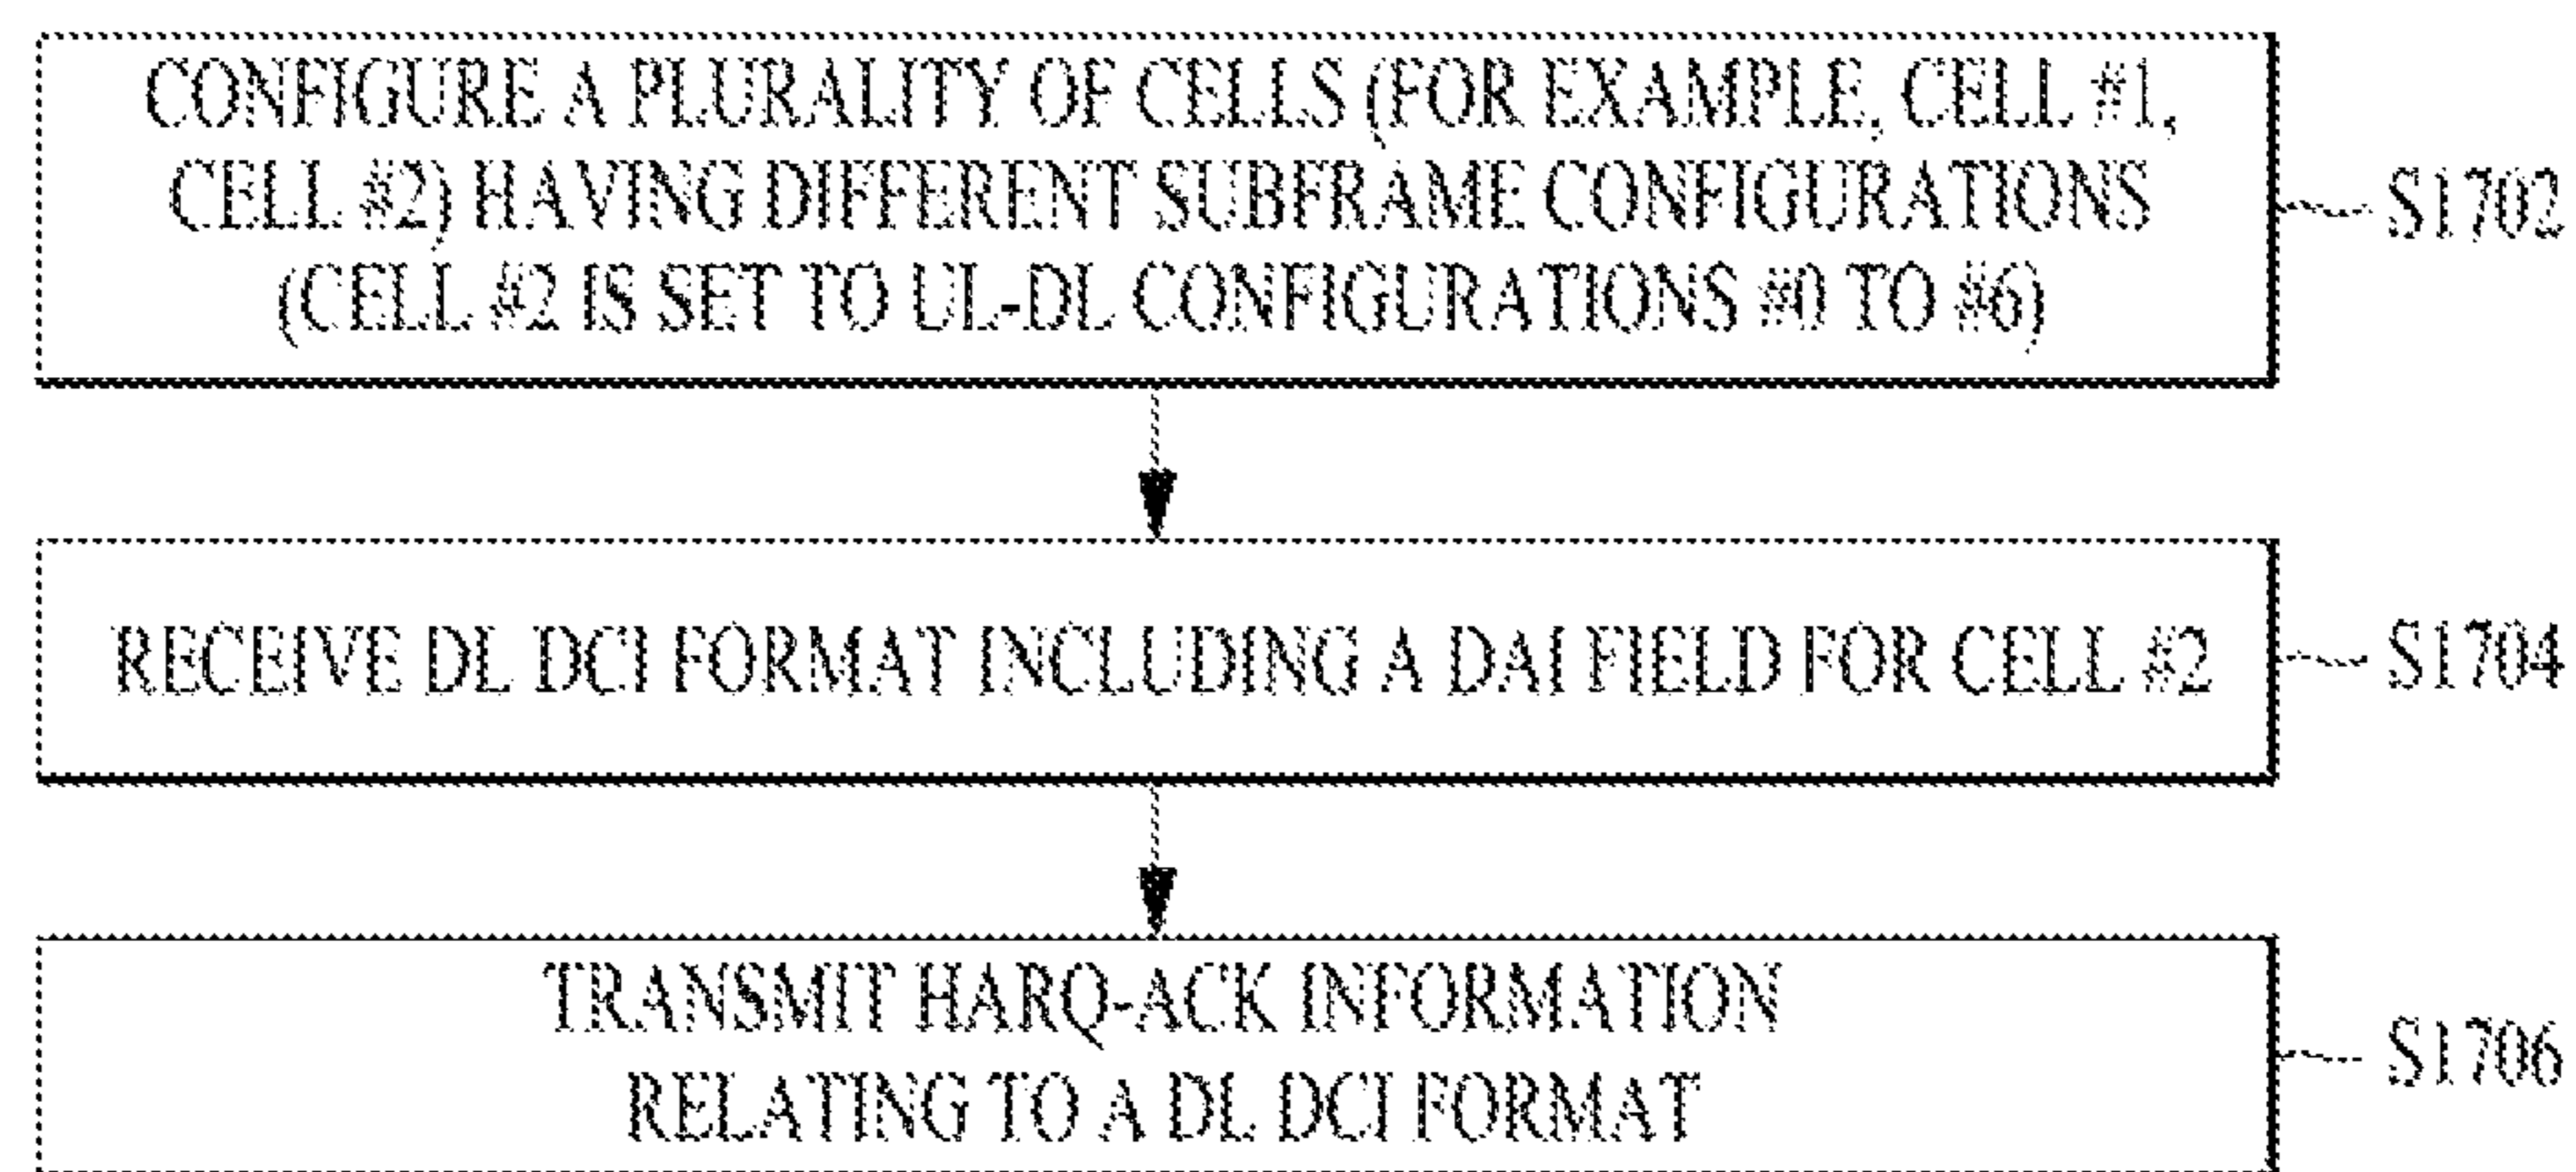 CONFIGURE A PLURALITY OF CELLS (FOR EXAMPLE, CELL #1,
CELL #2) HAVING DIFFERENT SUBFRAME CONFIGURATIONS
(CELL #2 IS SET TO UL-DL CONFIGURATIONS #0 TO #6)
S1702
RECEIVE DL DCI FORMAT INCLUDING A DAI FIELD FOR CELL #2
S1704
TRANSMIT HARQ-ACK INFORMATION
RELATING TO A DL DCI FORMAT
S1706